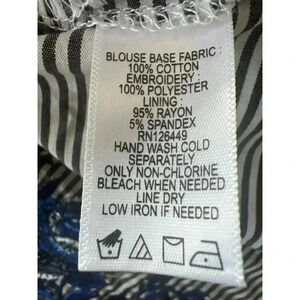 BLOUSE BASE FABRIC :
100% COTTON
EMBROIDERY :
100% POLYESTER
LINING :
95% RAYON
5% SPANDEX
RN126449
HAND WASH COLD
SEPARATELY
ONLY NON-CHLORINE
BLEACH WHEN NEEDED
LINE DRY
LOW IRON IF NEEDED